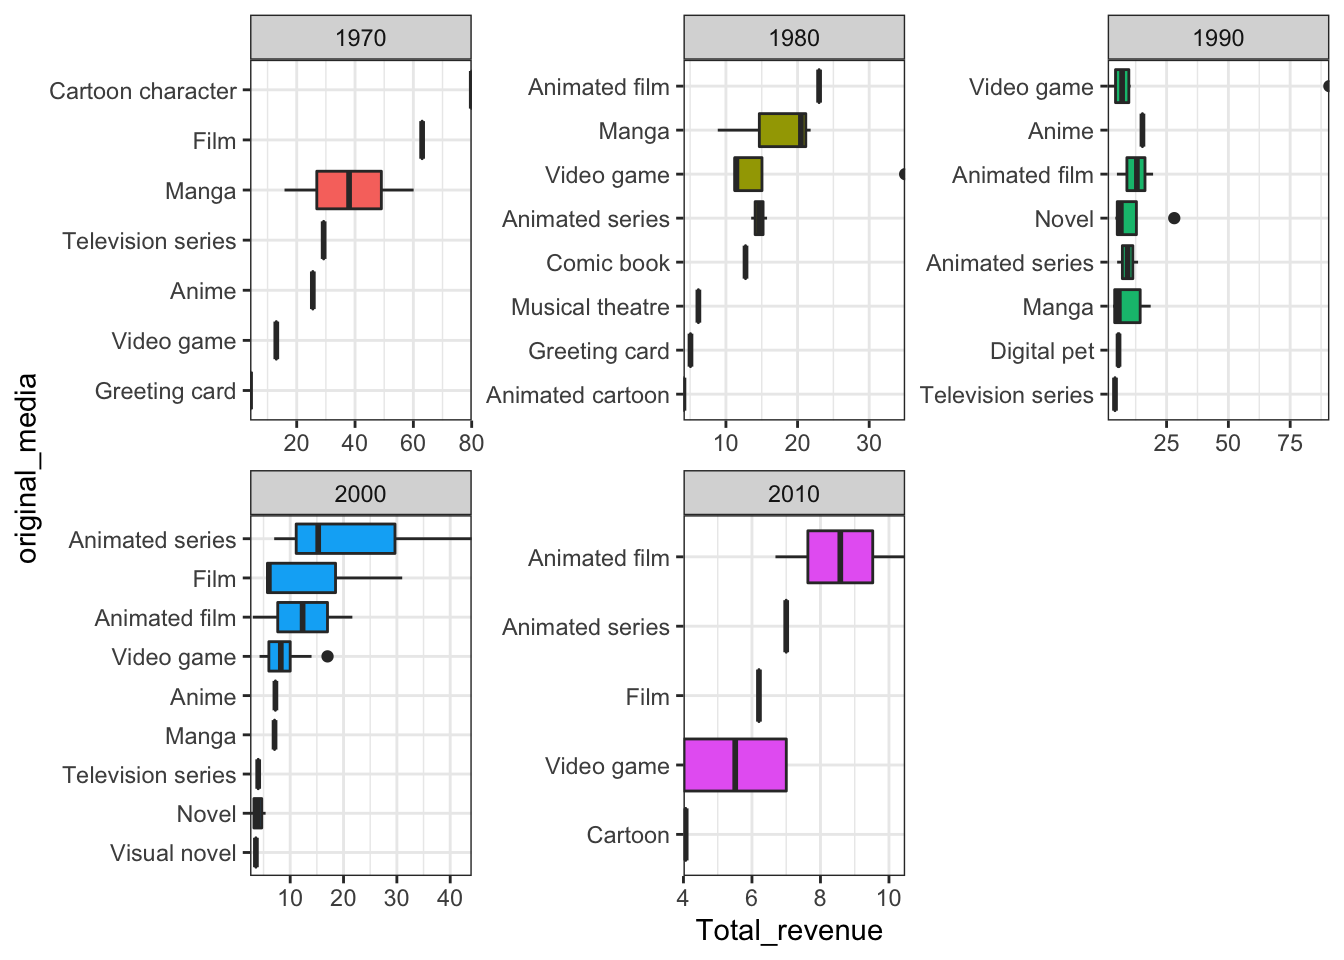 1970
Cartoon character
Film
Manga
Television series
Anime
Video game
Greeting card
20 40 60 80
1980
Animated film
Manga
Video game
Animated series
Comic book
Musical theatre
Greeting card
Animated cartoon
10 20 30
1990
Video game
Anime
Animated film
Novel
Animated series
Manga
Digital pet
Television series
25 50 75
original_media
2000
Animated series
Film
Animated film
Video game
Anime
Manga
Television series
Novel
Visual novel
10 20 30 40
2010
Animated film
Animated series
Film
Video game
Cartoon
4 6 8 10
Total_revenue